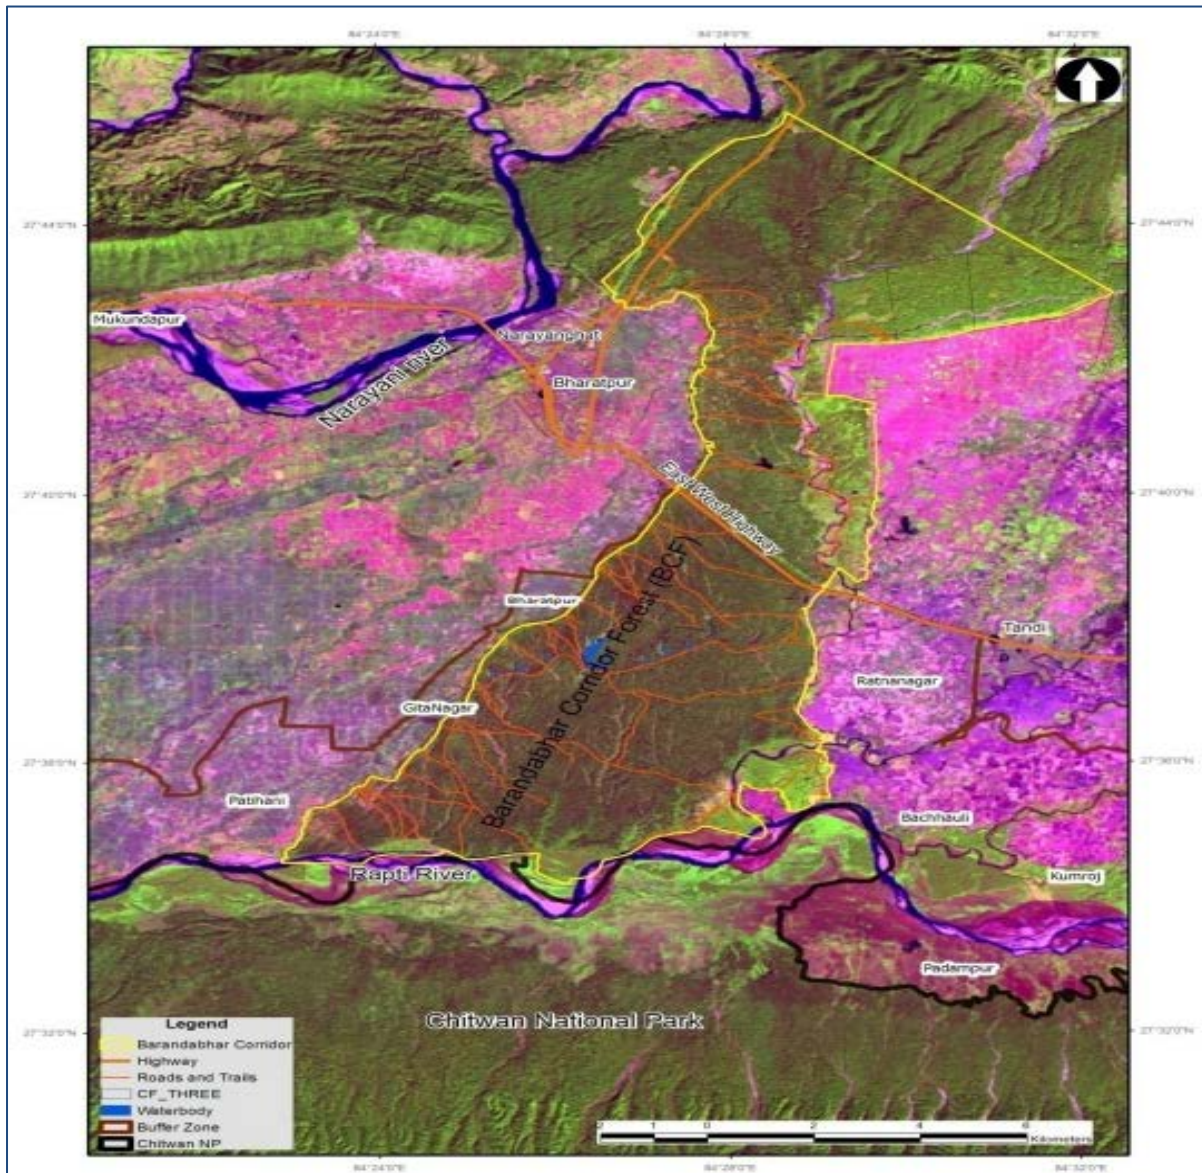 84°24'0"E
84°28'0"E
84°32'0"E
27°44'0"N
27°44'0"N
Mukundapur
Narayanghat
Narayani river
Bharatpur
East West Highway
27°40'0"N
27°40'0"N
Bharatpur
Barandabhar Corridor Forest (BCF)
Tandi
Ratnanagar
GitaNagar
27°36'0"N
27°36'0"N
Patihani
Bachhauli
Rapti River
Kumroj
Padampur
Chitwan National Park
27°32'0"N
27°32'0"N
Legend
Barandabhar Corridor
Highway
Roads and Trails
CF_THREE
Waterbody
Buffer Zone
Chitwan NP
2 1 0 2 4 6
Kilometers
84°24'0"E
84°28'0"E
84°32'0"E